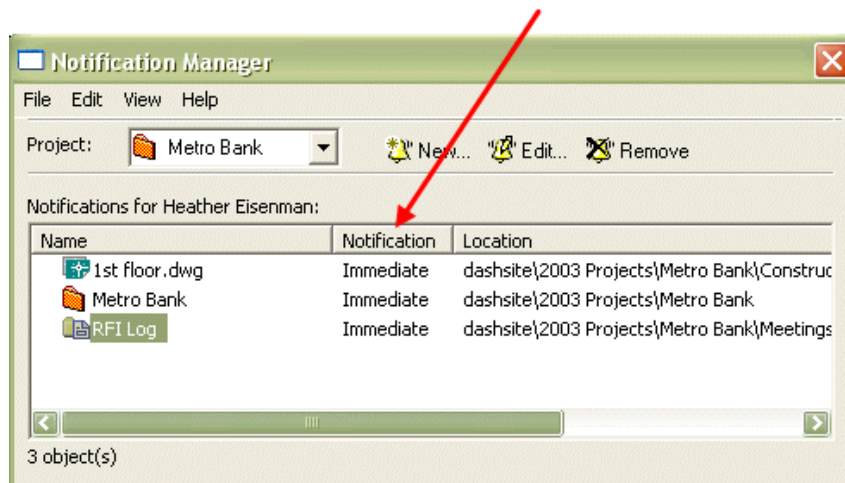 Notification Manager
File Edit View Help
Project: Metro Bank New... Edit... Remove
Notifications for Heather Eisenman:
Name Notification Location
1st floor.dwg Immediate dashsite\2003 Projects\Metro Bank\Construc
Metro Bank Immediate dashsite\2003 Projects\Metro Bank
RFI Log Immediate dashsite\2003 Projects\Metro Bank\Meetings
3 object(s)